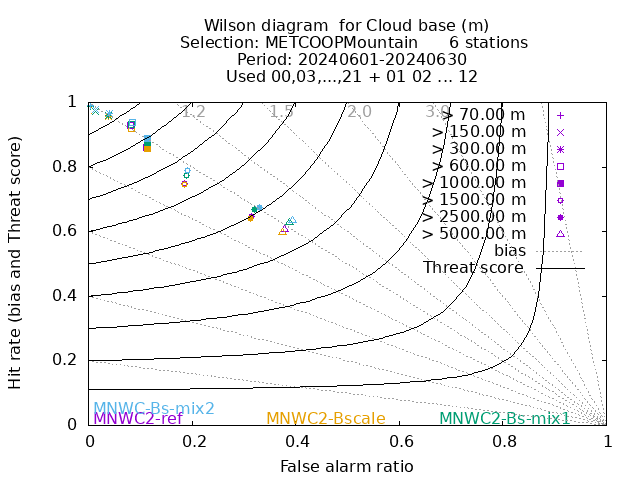 Wilson diagram  for Cloud base (m)
Selection: METCOOPMountain      6 stations
Period: 20240601-20240630
Used 00,03,...,21 + 01 02 ... 12
Hit rate (bias and Threat score)
1
0.8
0.6
0.4
0.2
0
1.2
1.5
2.0
3.0
> 70.00 m
> 150.00 m
> 300.00 m
> 600.00 m
> 1000.00 m
> 1500.00 m
> 2500.00 m
> 5000.00 m
bias
Threat score
MNWC-Bs-mix2
MNWC2-ref
MNWC2-Bscale
MNWC2-Bs-mix1
0
0.2
0.4
0.6
0.8
1
False alarm ratio